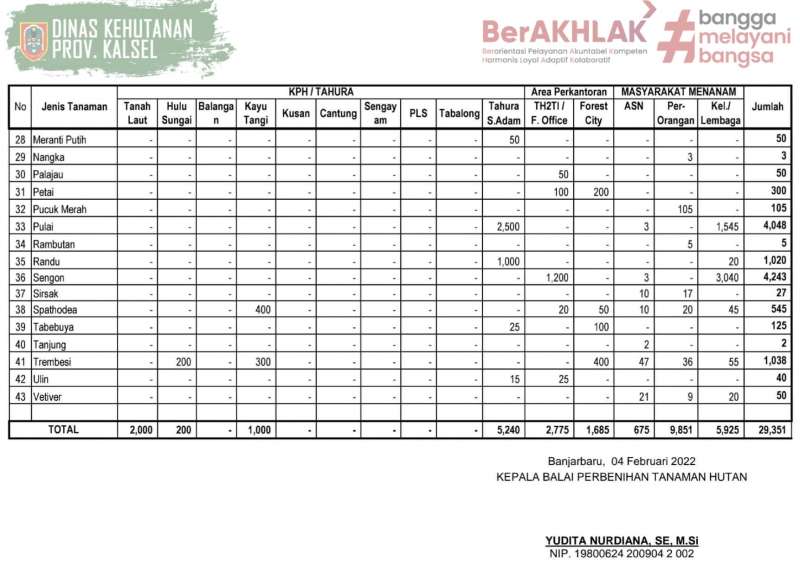 DINAS KEHUTANAN
PROV. KALSEL
BerAKHLAK
Berorientasi Pelayanan Akuntabel Kompeten
Harmonis Loyal Adaptif Kolaboratif
#bangga
melayani
bangsa
No Jenis Tanaman KPH / TAHURA Area Perkantoran MASYARAKAT MENANAM Jumlah
Tanah Laut Hulu Sungai Balangan Kayu Tangi Kusan Cantung Sengayam PLS Tabalong Tahura S.Adam TH2TI / F. Office Forest City ASN Per-Orangan Kel./ Lembaga
28 Meranti Putih - - - - - - - - - 50 - - - - - 50
29 Nangka - - - - - - - - - - - - - 3 - 3
30 Palajau - - - - - - - - - - 50 - - - - 50
31 Petai - - - - - - - - - - 100 200 - - - 300
32 Pucuk Merah - - - - - - - - - - - - - 105 - 105
33 Pulai - - - - - - - - - 2,500 - - 3 - 1,545 4,048
34 Rambutan - - - - - - - - - - - - - 5 - 5
35 Randu - - - - - - - - - 1,000 - - - - 20 1,020
36 Sengon - - - - - - - - - - 1,200 - 3 - 3,040 4,243
37 Sirsak - - - - - - - - - - - - 10 17 - 27
38 Spathodea - - - 400 - - - - - - 20 50 10 20 45 545
39 Tabebuya - - - - - - - - - 25 - 100 - - - 125
40 Tanjung - - - - - - - - - - - - 2 - - 2
41 Trembesi - 200 - 300 - - - - - - - 400 47 36 55 1,038
42 Ulin - - - - - - - - - 15 25 - - - - 40
43 Vetiver - - - - - - - - - - - - 21 9 20 50
TOTAL 2,000 200 - 1,000 - - - - - 5,240 2,775 1,685 675 9,851 5,925 29,351
Banjarbaru, 04 Februari 2022
KEPALA BALAI PERBENIHAN TANAMAN HUTAN
YUDITA NURDIANA, SE, M.Si
NIP. 19800624 200904 2 002